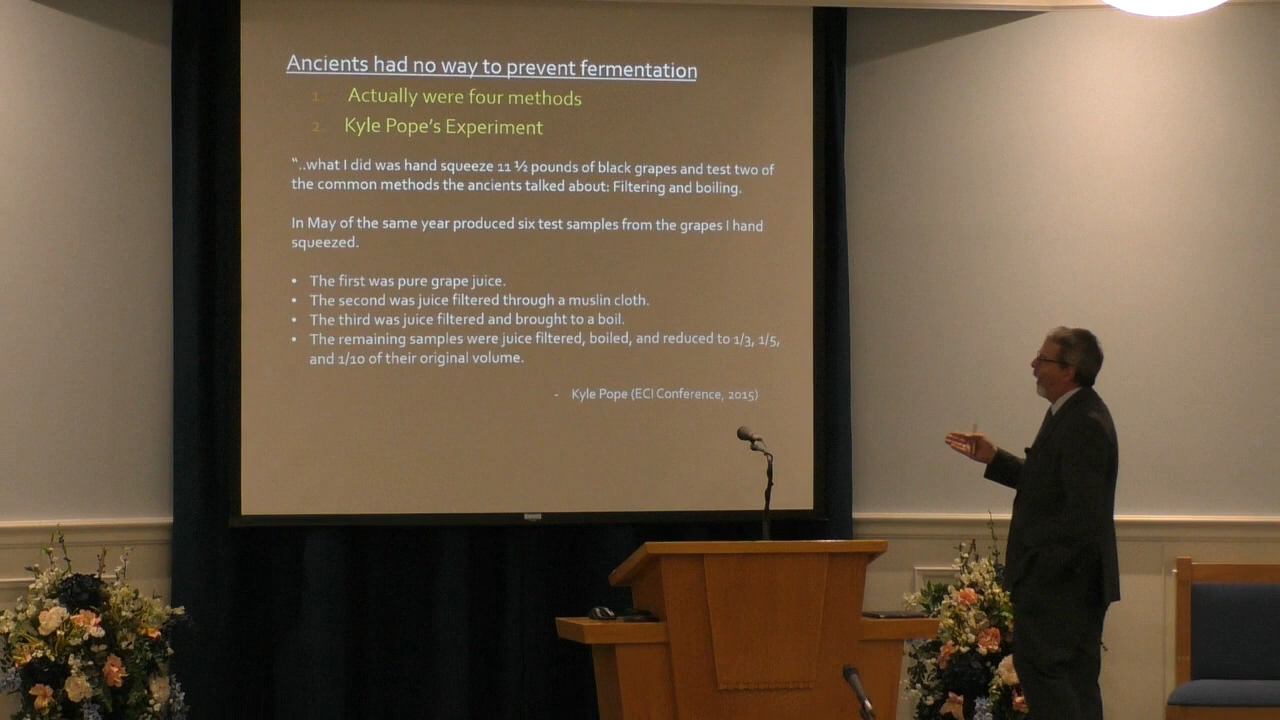 Ancients had no way to prevent fermentation
1. Actually were four methods
2. Kyle Pope's Experiment
"..what I did was hand squeeze 11 ½ pounds of black grapes and test two of
the common methods the ancients talked about: Filtering and boiling.
In May of the same year produced six test samples from the grapes I hand
squeezed.
• The first was pure grape juice.
• The second was juice filtered through a muslin cloth.
• The third was juice filtered and brought to a boil.
• The remaining samples were juice filtered, boiled, and reduced to 1/3, 1/5,
and 1/10 of their original volume.
- Kyle Pope (ECI Conference, 2015)